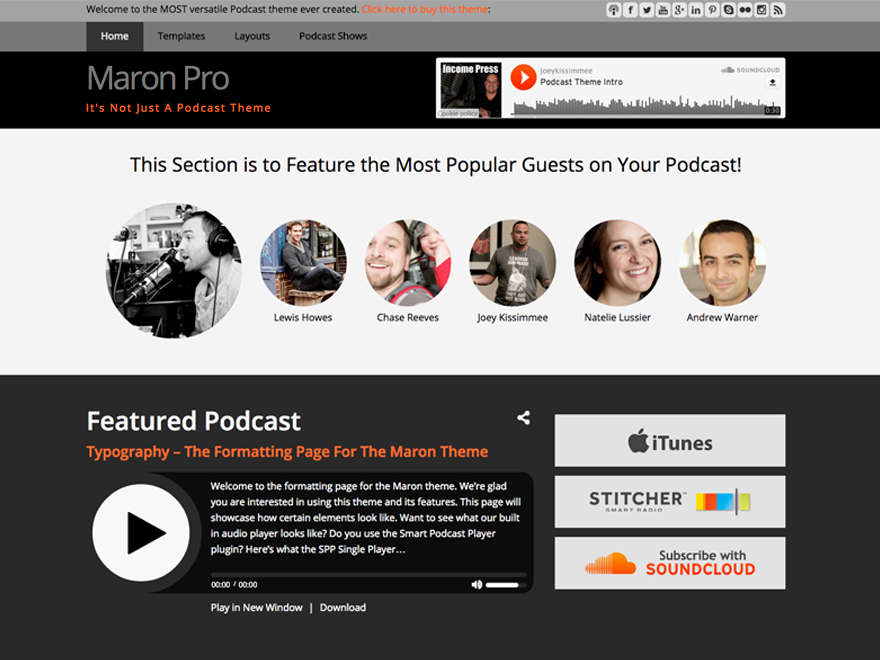 Welcome to the MOST versatile Podcast theme ever created. Click here to buy this theme:
Home Templates Layouts Podcast Shows
Maron Pro
It's Not Just A Podcast Theme
Income Press
Cookie policy
joeykissimmee
Podcast Theme Intro
SOUNDCLOUD
0:30
This Section is to Feature the Most Popular Guests on Your Podcast!
Lewis Howes
Chase Reeves
Joey Kissimmee
Natelie Lussier
Andrew Warner
Featured Podcast
Typography – The Formatting Page For The Maron Theme
Welcome to the formatting page for the Maron theme. We're glad
you are interested in using this theme and its features. This page will
showcase how certain elements look like. Want to see what our built
in audio player looks like? Do you use the Smart Podcast Player
plugin? Here's what the SPP Single Player…
00:00 / 00:00
Play in New Window | Download
iTunes
STITCHER™
SMART RADIO
Subscribe with
SOUNDCLOUD